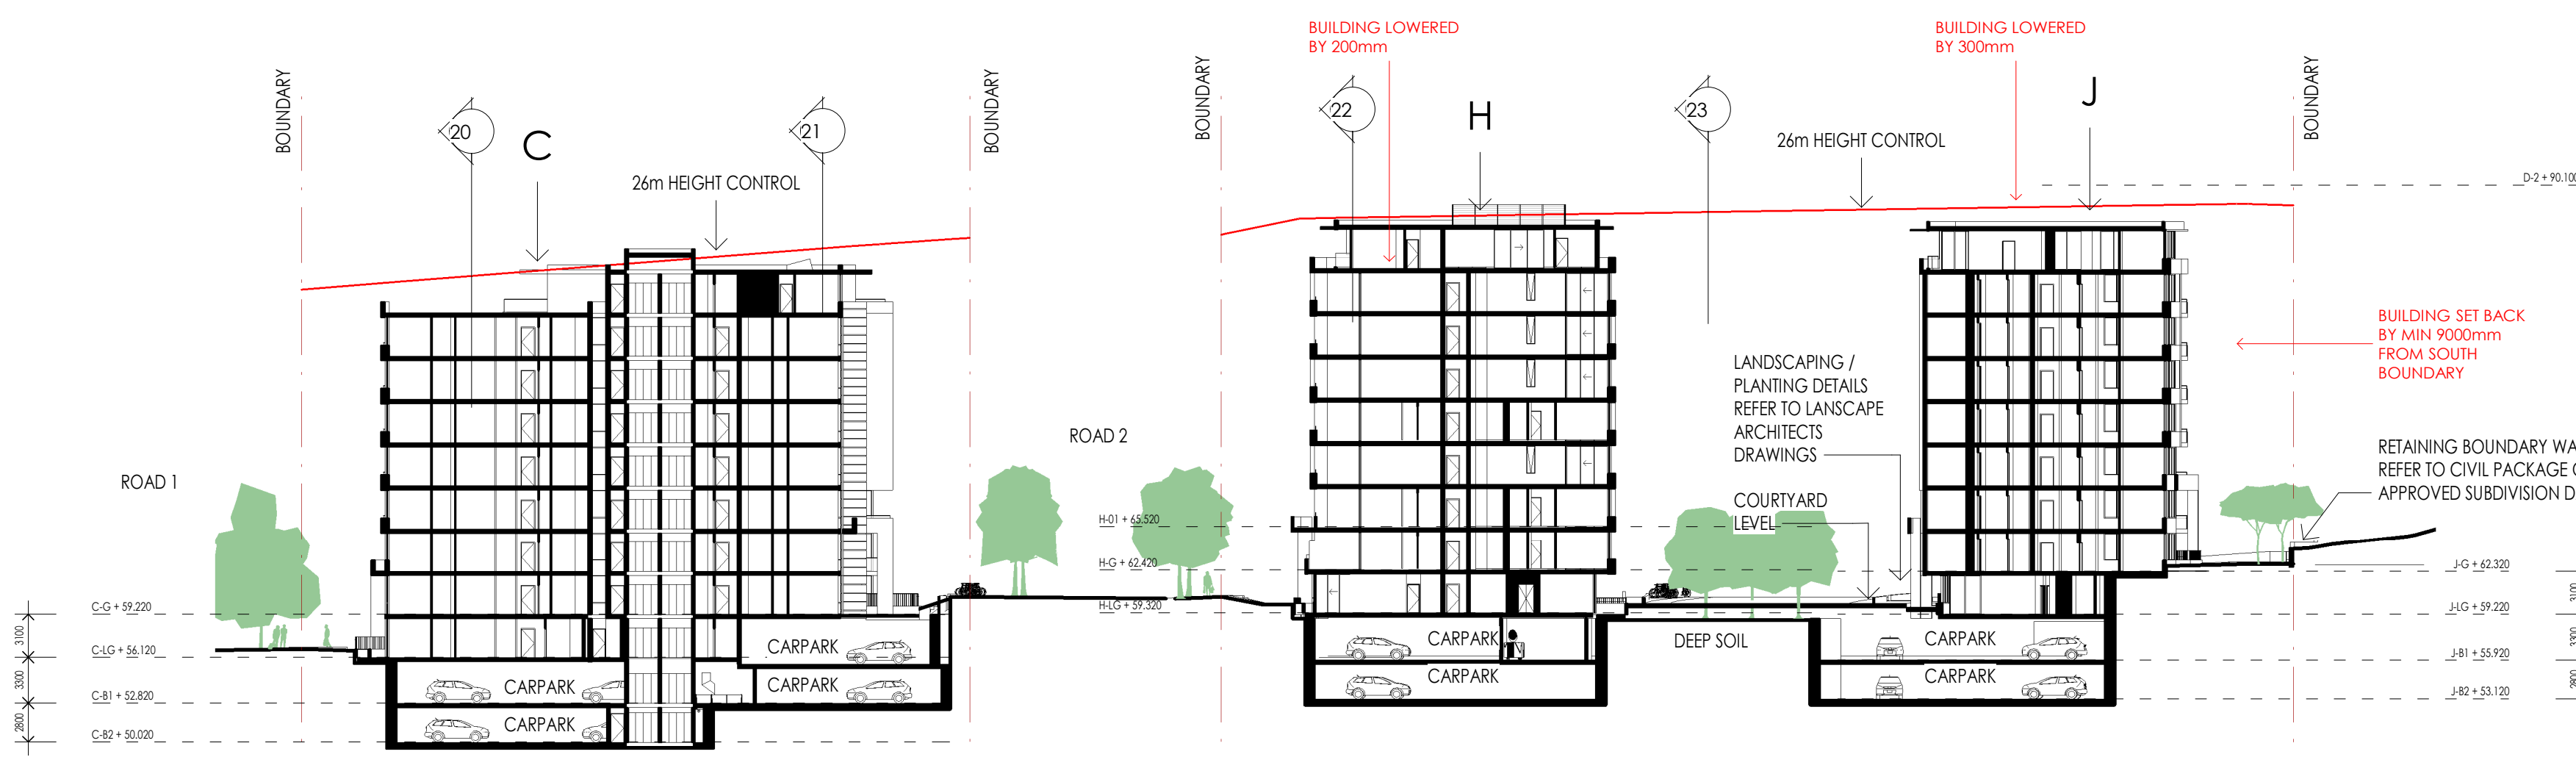 BUILDING LOWERED
BY 200mm
BUILDING LOWERED
BY 300mm
BOUNDARY
BOUNDARY
BOUNDARY
BOUNDARY
20
C
21
22
H
23
J
26m HEIGHT CONTROL
26m HEIGHT CONTROL
D-2 + 90.100
BUILDING SET BACK
BY MIN 9000mm
FROM SOUTH
BOUNDARY
LANDSCAPING /
PLANTING DETAILS
REFER TO LANSCAPE
ARCHITECTS
DRAWINGS
COURTYARD
LEVEL
ROAD 1
ROAD 2
RETAINING BOUNDARY WA
REFER TO CIVIL PACKAGE
APPROVED SUBDIVISION D
H-01 + 65.520
H-G + 62.420
H-LG + 59.320
J-G + 62.320
J-LG + 59.220
J-B1 + 55.920
J-B2 + 53.120
C-G + 59.220
C-LG + 56.120
C-B1 + 52.820
C-B2 + 50.020
3100
3300
2800
3100
3300
2800
CARPARK
CARPARK
CARPARK
CARPARK
CARPARK
CARPARK
DEEP SOIL
CARPARK
CARPARK